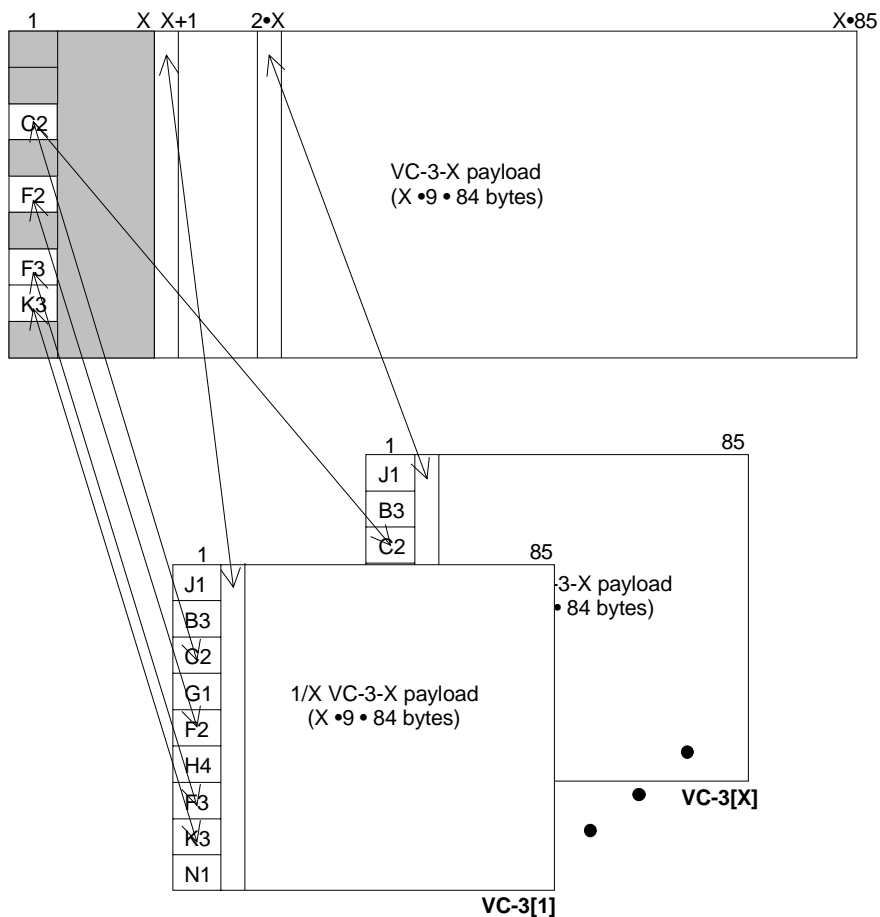 1 X X+1 2•X X•85
C2
F2
F3
K3
VC-3-X payload
(X •9 • 84 bytes)
1 85
J1
B3
C2
-3-X payload
• 84 bytes)
VC-3[X]
1 85
J1
B3
C2
G1
F2
H4
F3
K3
N1
1/X VC-3-X payload
(X •9 • 84 bytes)
VC-3[1]